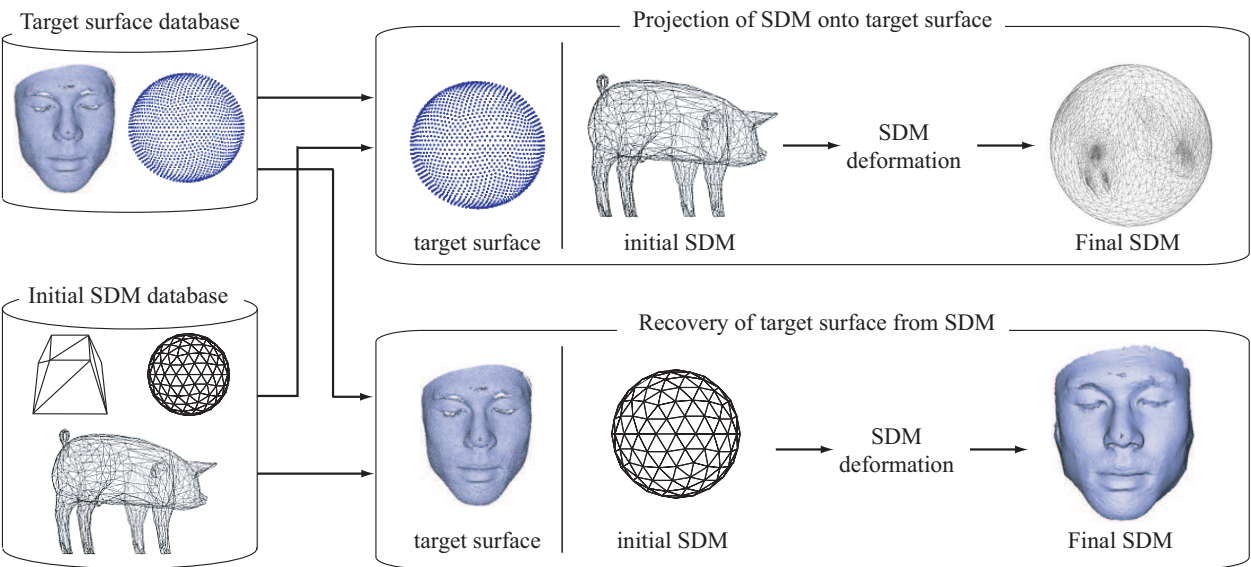 Target surface database
Projection of SDM onto target surface
SDM
deformation
target surface
initial SDM
Final SDM
Initial SDM database
Recovery of target surface from SDM
SDM
deformation
target surface
initial SDM
Final SDM